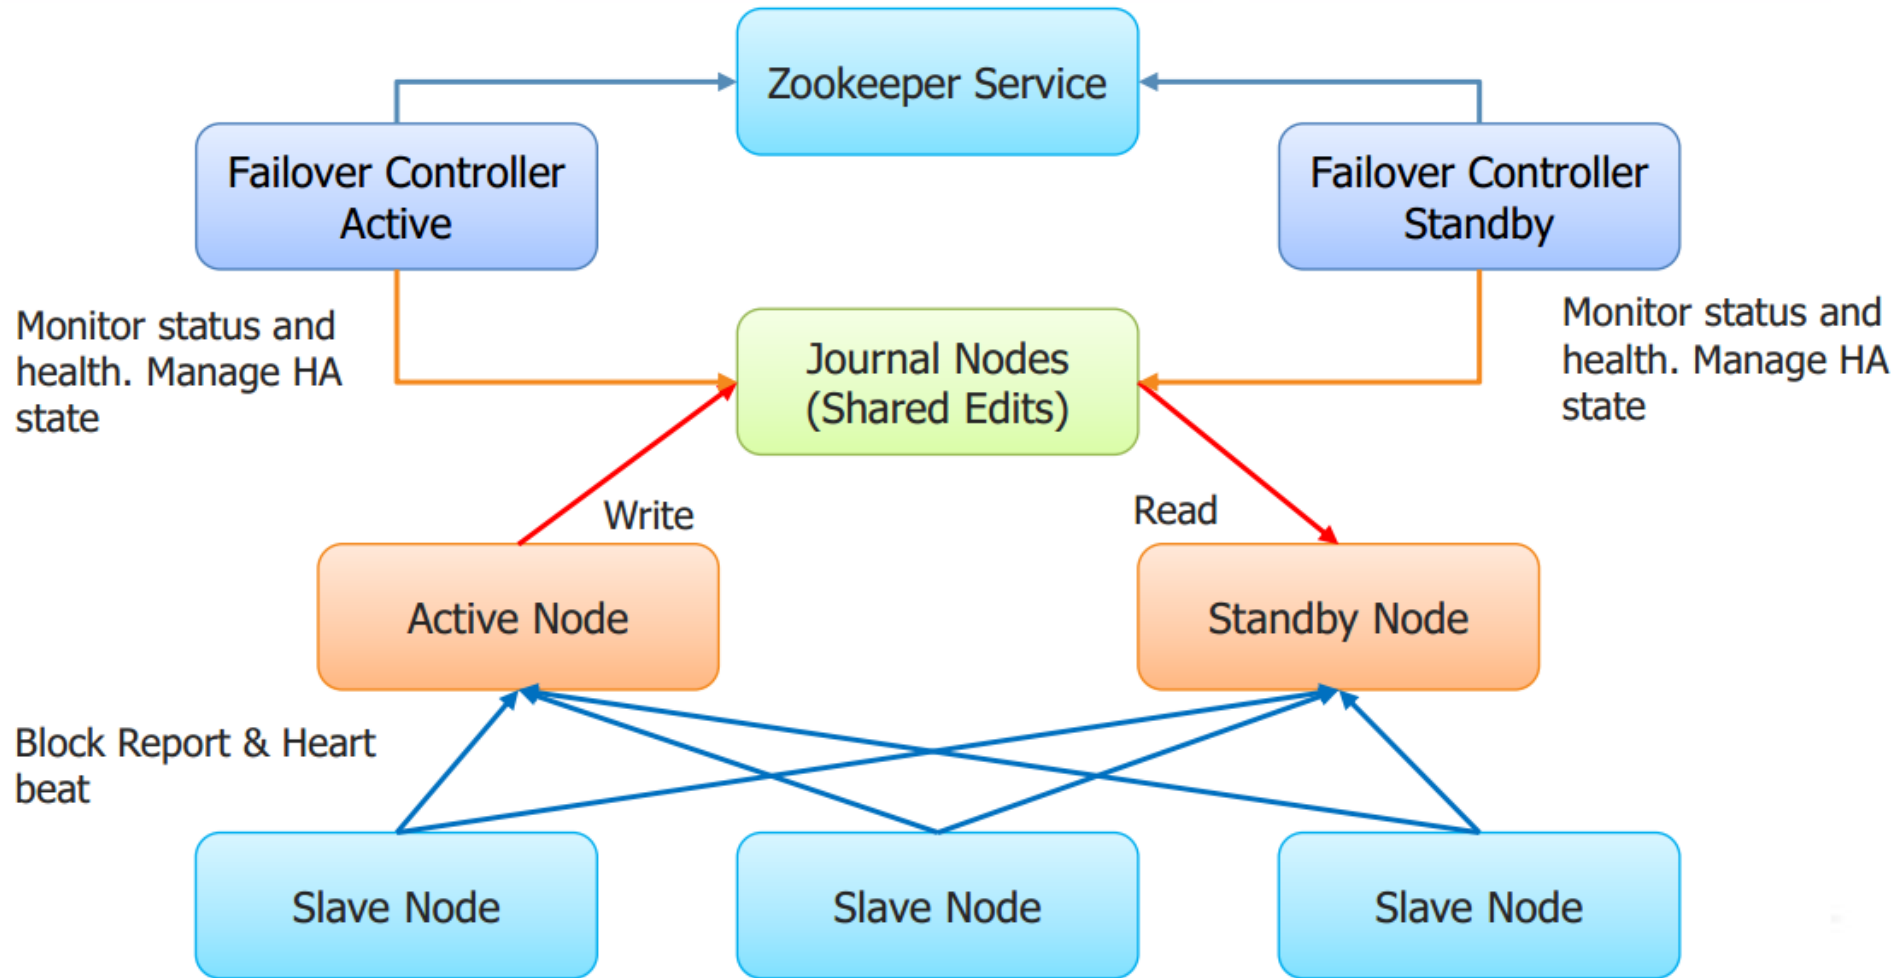 Zookeeper Service
Failover Controller
Active
Failover Controller
Standby
Monitor status and
health. Manage HA
state
Journal Nodes
(Shared Edits)
Monitor status and
health. Manage HA
state
Write
Read
Active Node
Standby Node
Block Report & Heart
beat
Slave Node
Slave Node
Slave Node